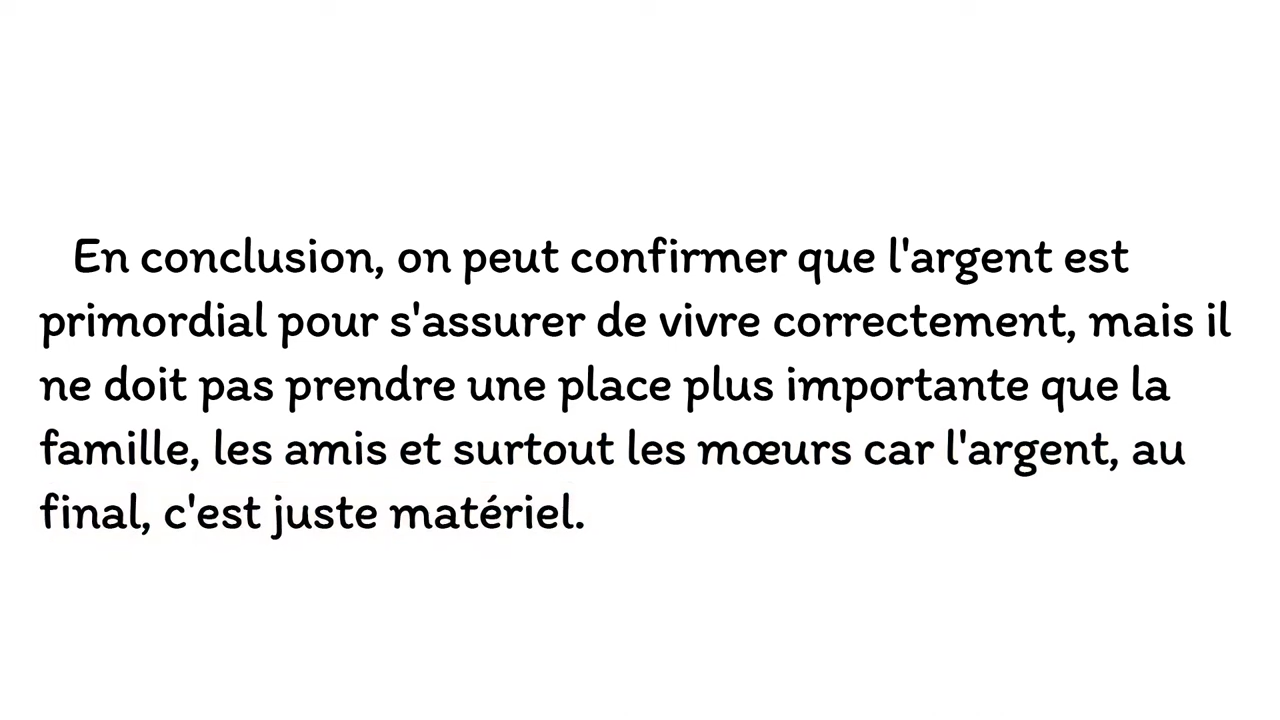 En conclusion, on peut confirmer que l'argent est
primordial pour s'assurer de vivre correctement, mais il
ne doit pas prendre une place plus importante que la
famille, les amis et surtout les mœurs car l'argent, au
final, c'est juste matériel.